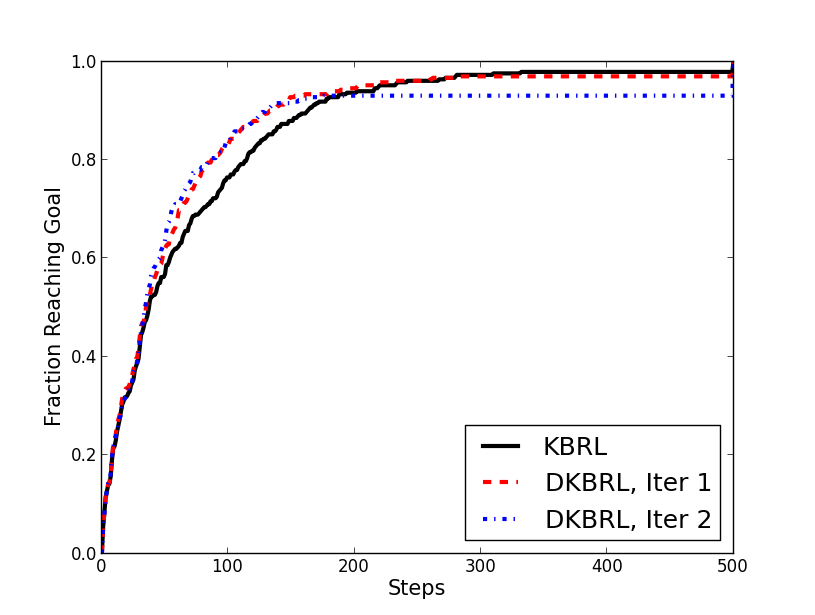 1.0
0.8
0.6
0.4
0.2
0.0
Fraction Reaching Goal
KBRL
DKBRL, Iter 1
DKBRL, Iter 2
0 100 200 300 400 500
Steps